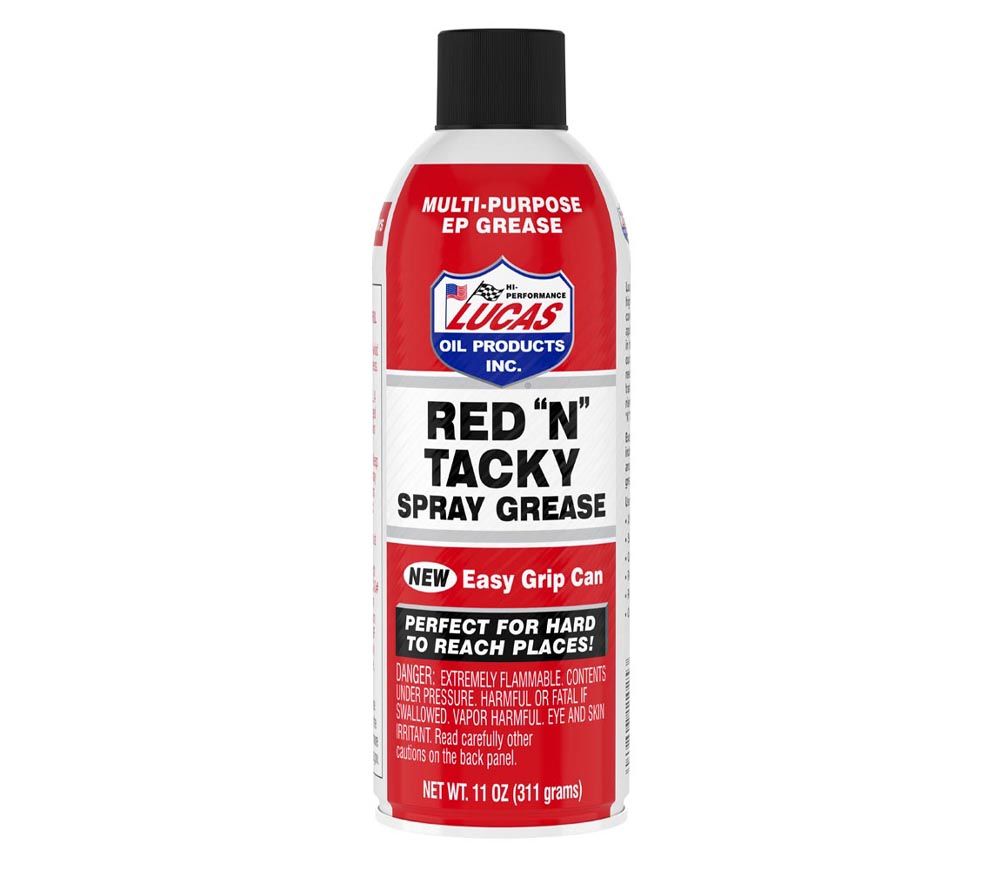 MULTI-PURPOSE
EP GREASE
HI-
PERFORMANCE
LUCAS
OIL PRODUCTS
INC.
®
RED "N"
TACKY
SPRAY GREASE
NEW Easy Grip Can
PERFECT FOR HARD
TO REACH PLACES!
DANGER: EXTREMELY FLAMMABLE. CONTENTS
UNDER PRESSURE. HARMFUL OR FATAL IF
SWALLOWED. VAPOR HARMFUL. EYE AND SKIN
IRRITANT. Read carefully other
cautions on the back panel.
NET WT. 11 OZ (311 grams)